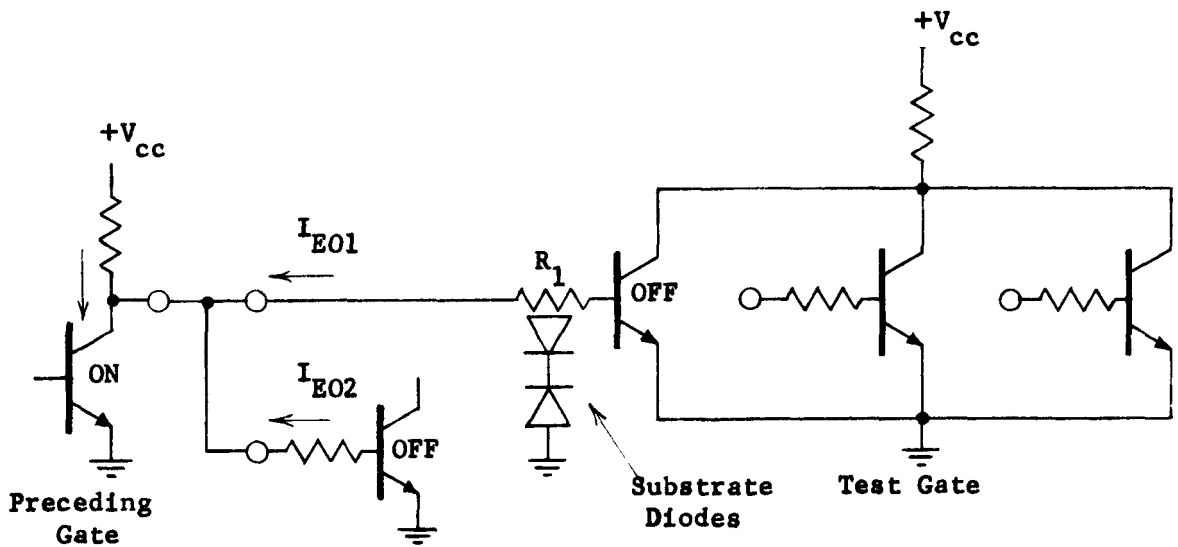 +Vcc
+Vcc
IEO1
R1
OFF
ON
IEO2
OFF
Preceding
Gate
Substrate
Diodes
Test Gate